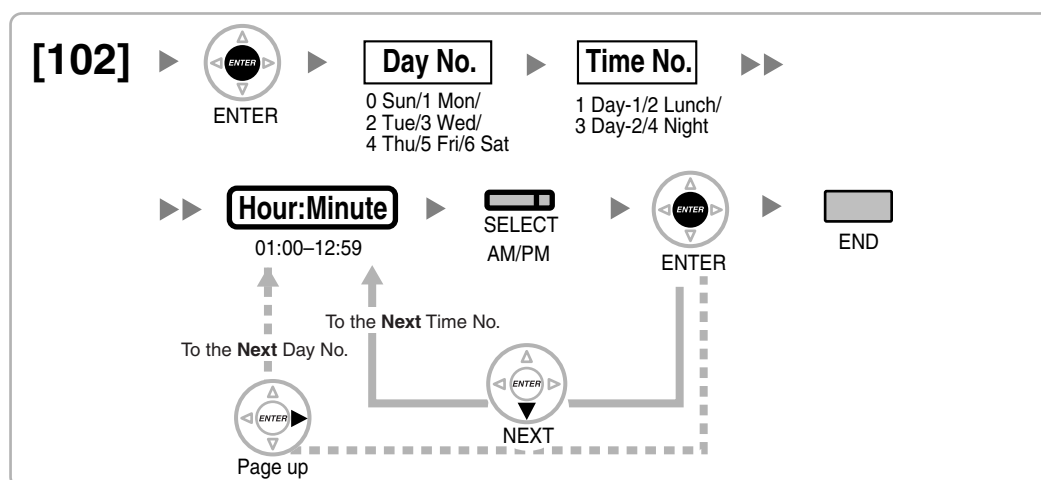 [102]
ENTER
ENTER
Day No.
0 Sun/1 Mon/
2 Tue/3 Wed/
4 Thu/5 Fri/6 Sat
Time No.
1 Day-1/2 Lunch/
3 Day-2/4 Night
Hour:Minute
01:00–12:59
SELECT
AM/PM
ENTER
ENTER
END
To the Next Time No.
To the Next Day No.
ENTER
NEXT
ENTER
Page up